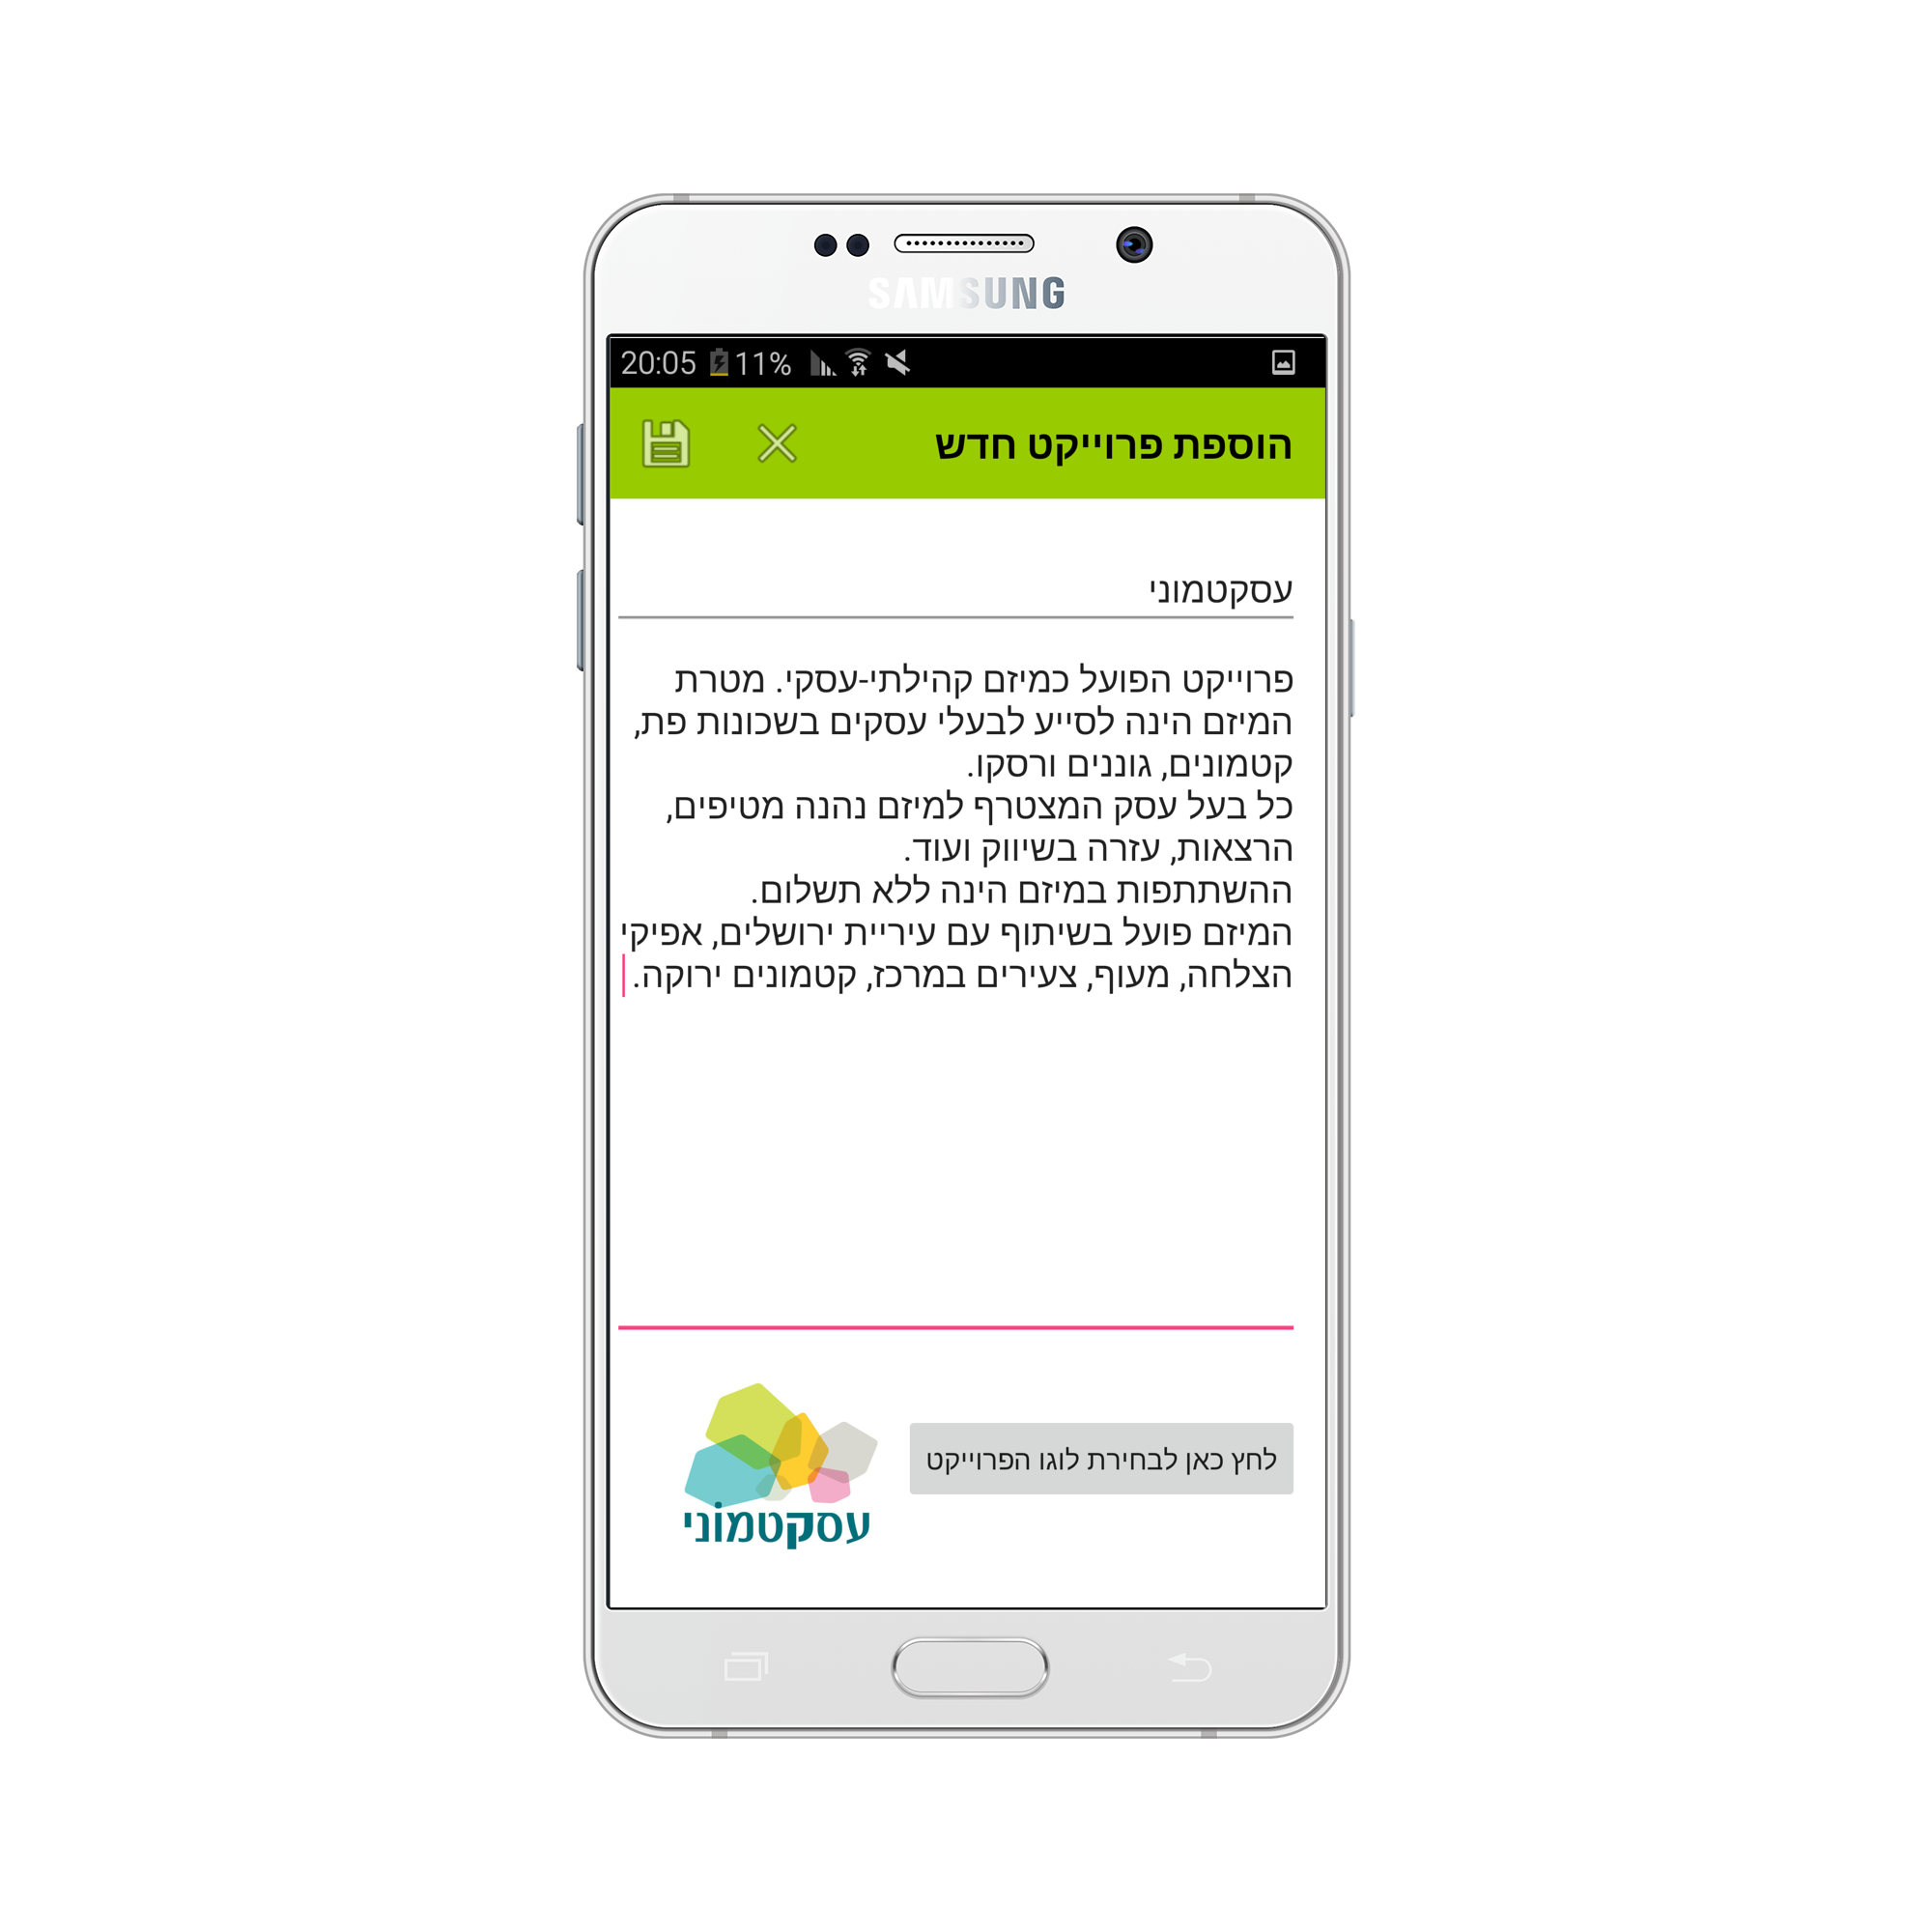 SAMSUNG
20:05 11%
הוספת פרוייקט חדש
עסקטמוני
פרוייקט הפועל כמיזם קהילתי-עסקי. מטרת
המיזם הינה לסייע לבעלי עסקים בשכונות פת,
קטמונים, גוננים ורסקו.
כל בעל עסק המצטרף למיזם נהנה מטיפים,
הרצאות, עזרה בשיווק ועוד.
ההשתתפות במיזם הינה ללא תשלום.
המיזם פועל בשיתוף עם עיריית ירושלים, אפיקי
הצלחה, מעוף, צעירים במרכז, קטמונים ירוקה.
לחץ כאן לבחירת לוגו הפרוייקט
עסקטמוֹני